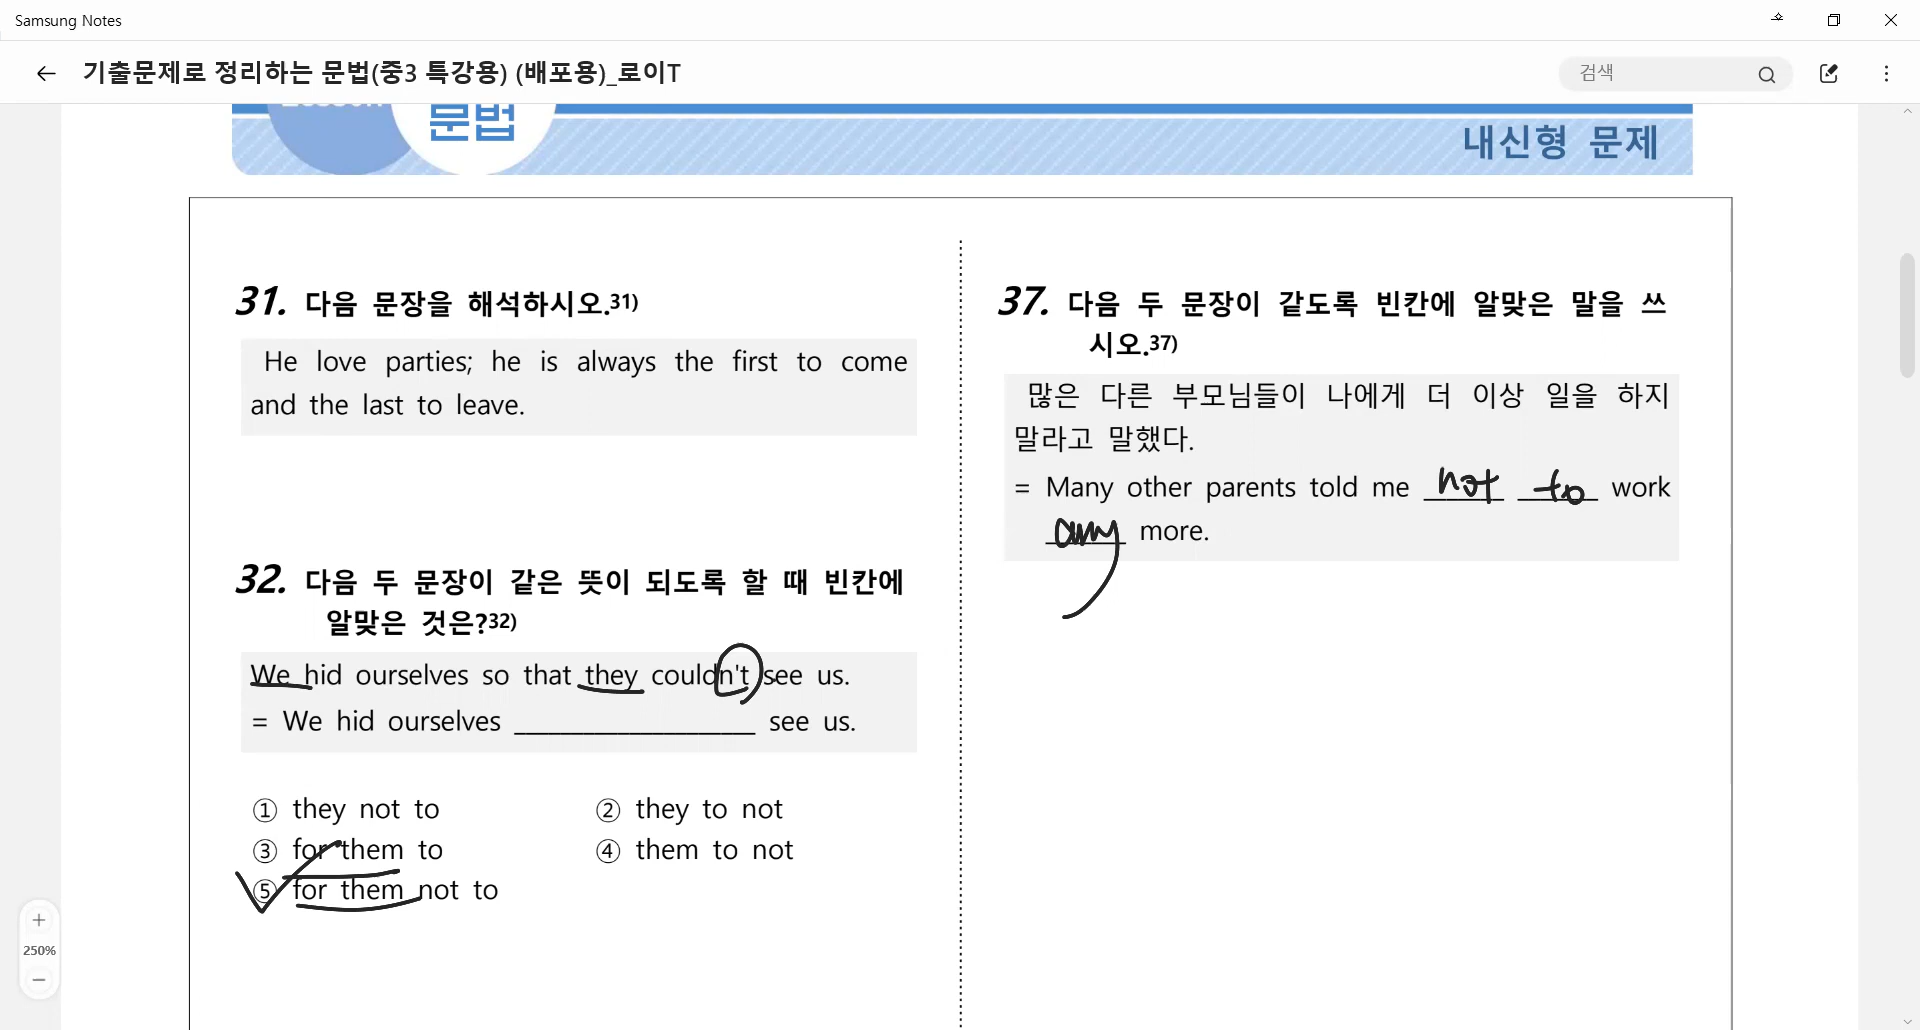 Samsung Notes
기출문제로 정리하는 문법(중3 특강용) (배포용)_로이T
검색
문법
내신형 문제
31. 다음 문장을 해석하시오.31)
He love parties; he is always the first to come
and the last to leave.
32. 다음 두 문장이 같은 뜻이 되도록 할 때 빈칸에
알맞은 것은?32)
We hid ourselves so that they couldn't see us.
= We hid ourselves ________________ see us.
① they not to ② they to not
③ for them to ④ them to not
⑤ for them not to
37. 다음 두 문장이 같도록 빈칸에 알맞은 말을 쓰
시오.37)
많은 다른 부모님들이 나에게 더 이상 일을 하지
말라고 말했다.
= Many other parents told me not to work
any more.
250%